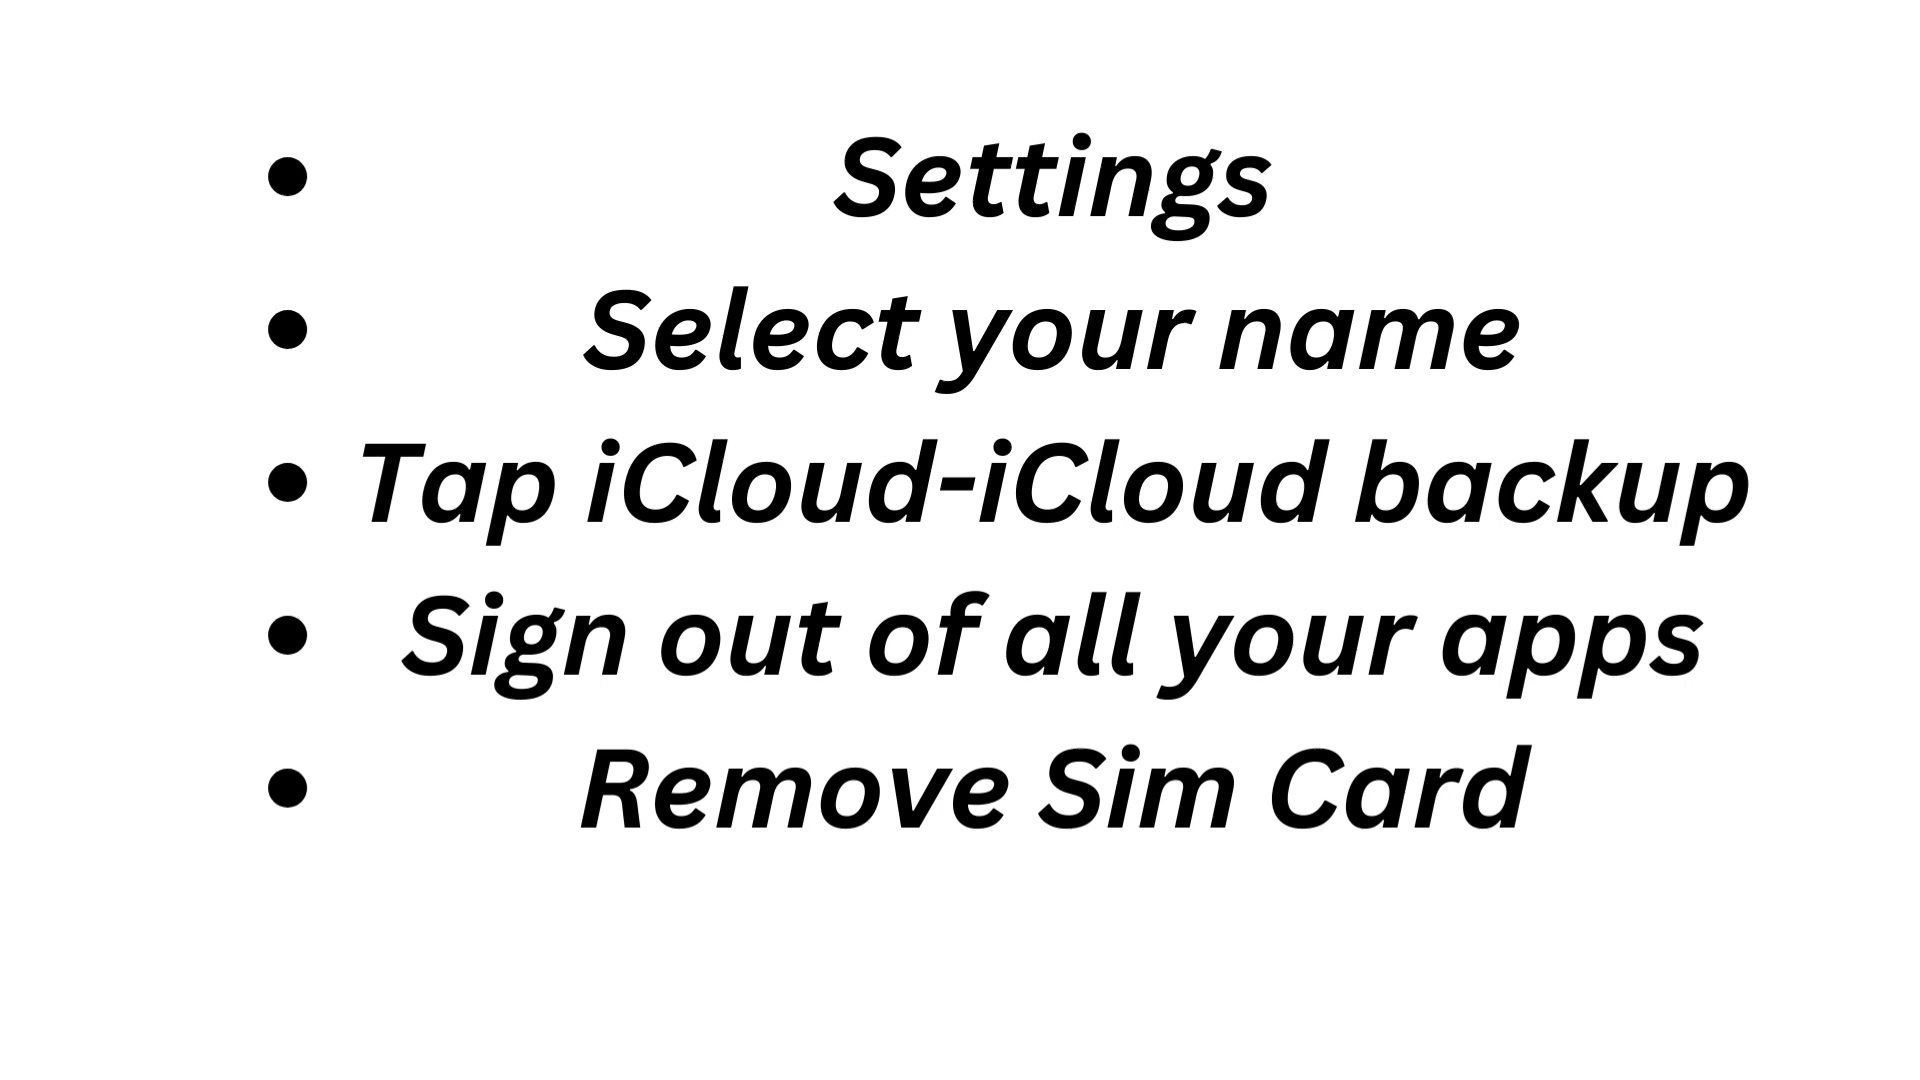 • Settings
• Select your name
• Tap iCloud-iCloud backup
• Sign out of all your apps
• Remove Sim Card